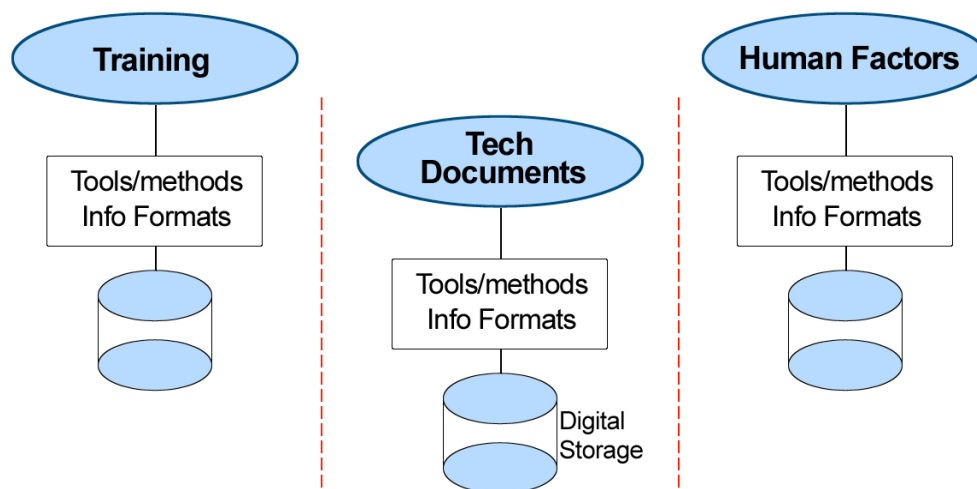 Training
Tools/methods
Info Formats
Tech
Documents
Tools/methods
Info Formats
Digital
Storage
Human Factors
Tools/methods
Info Formats